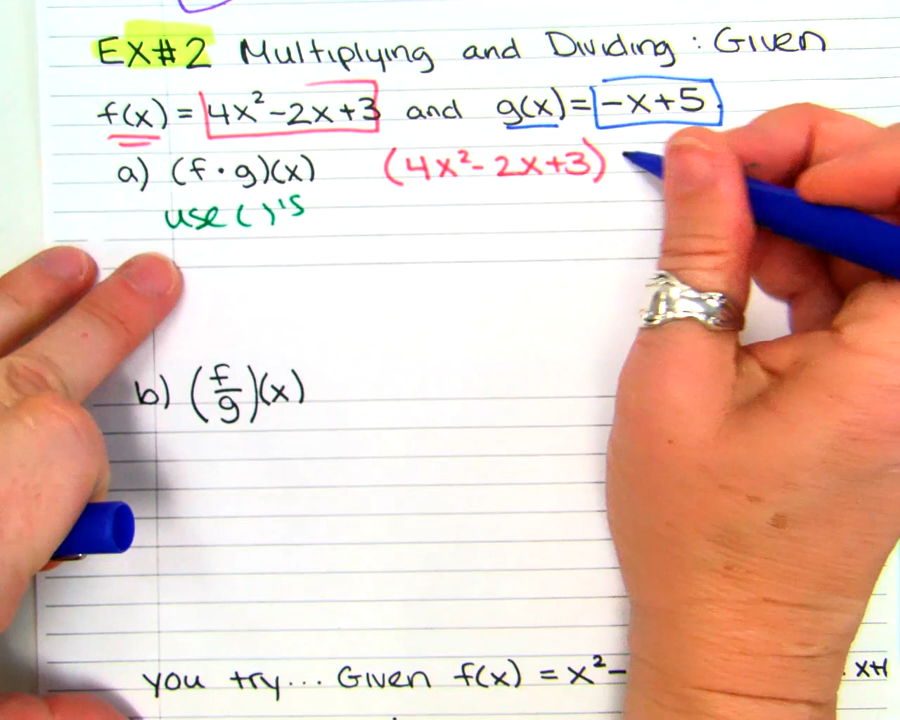 EX#2 Multiplying and Dividing : Given
f(x) = 4x²-2x+3 and g(x)= -x+5
a) (f·g)(x) (4x²-2x+3)
use ( )'s
b) (f/g)(x)
you try... Given f(x) = x²- x+1